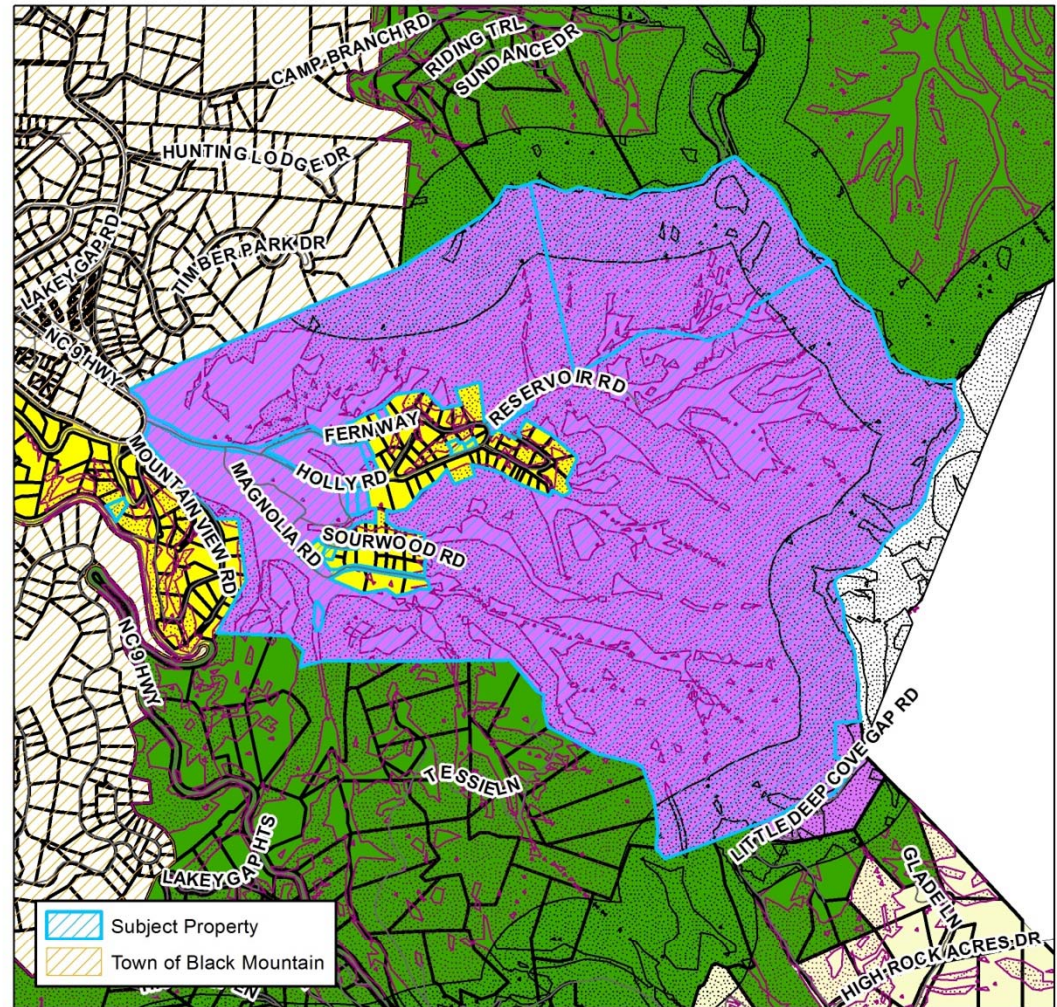 CAMP BRANCH RD
RIDING TRL
SUNDANCE DR
HUNTING LODGE DR
TIMBER PARK DR
LAKEY GAP RD
NC 9 HWY
RESERVOIR RD
FERN WAY
HOLLY RD
MOUNTAIN VIEW RD
MAGNOLIA RD
SOURWOOD RD
NC 9 HWY
TESSIE LN
LITTLE DEEP COVE GAP RD
LAKEY GAP HTS
GLADE LN
HIGH ROCK ACRES DR
Subject Property
Town of Black Mountain